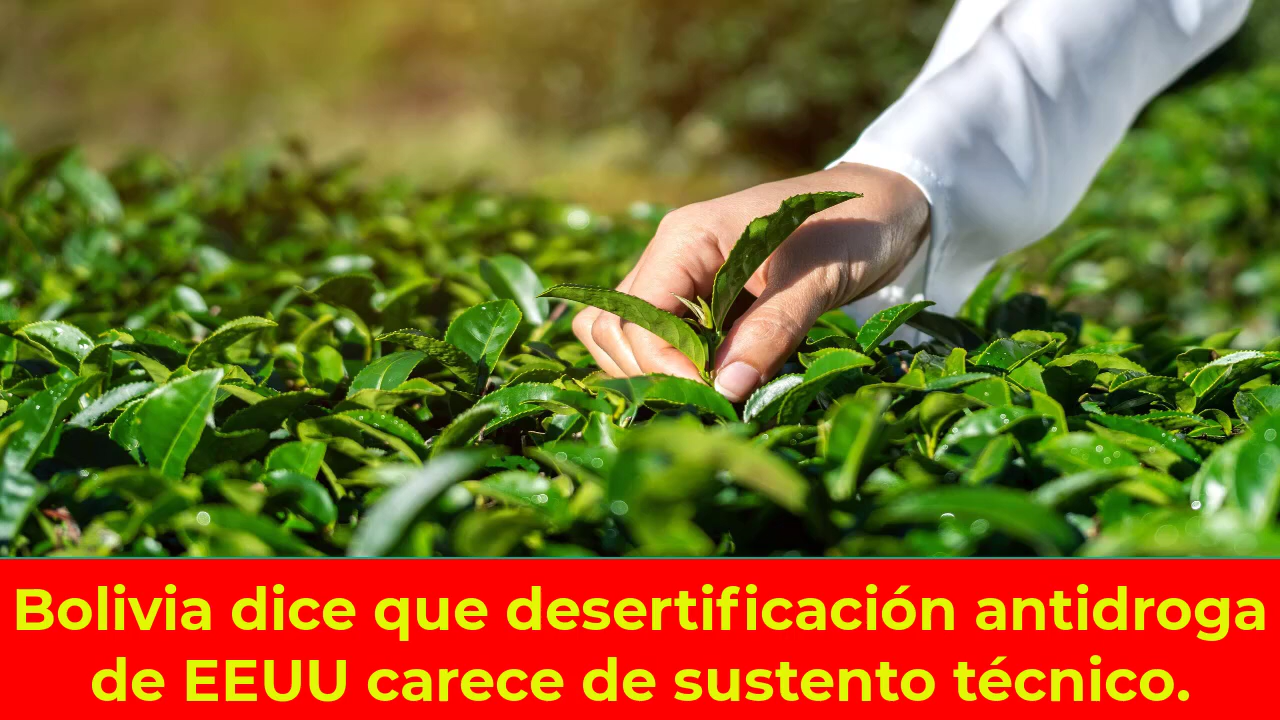 Bolivia dice que desertificación antidroga
de EEUU carece de sustento técnico.